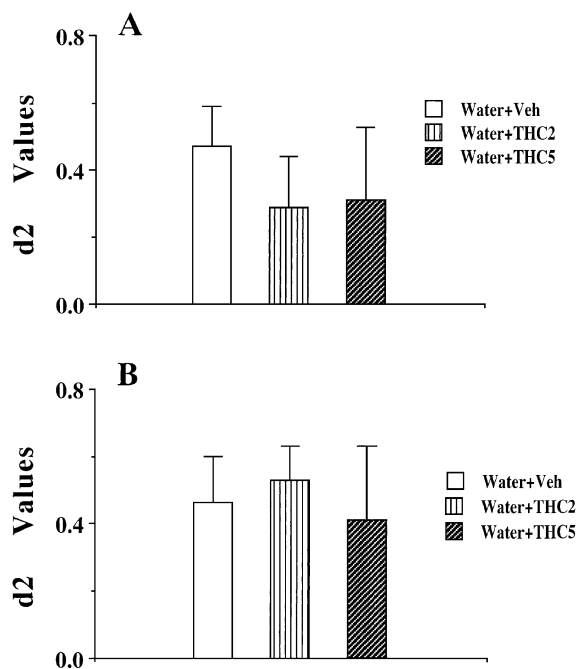 A
0.8
0.4
0.0
d2 Values
Water+Veh
Water+THC2
Water+THC5
B
0.8
0.4
0.0
d2 Values
Water+Veh
Water+THC2
Water+THC5